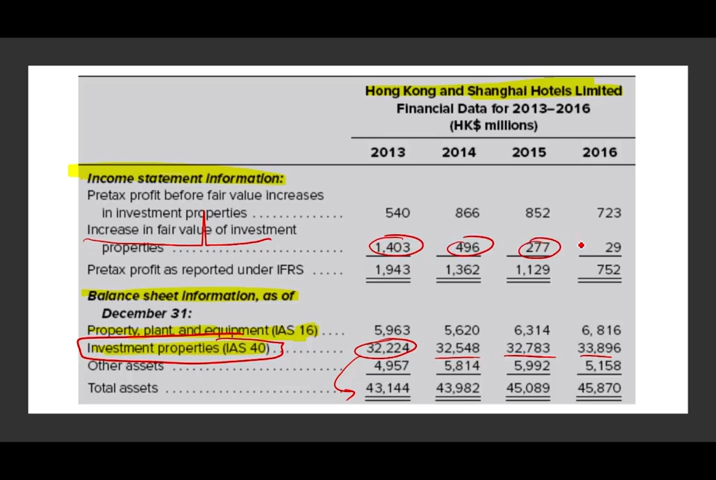 Hong Kong and Shanghai Hotels Limited
Financial Data for 2013–2016
(HK$ millions)
2013 2014 2015 2016
Income statement information:
Pretax profit before fair value increases
in investment properties . . . . . . . . . . . . . . . 540 866 852 723
Increase in fair value of investment
properties . . . . . . . . . . . . . . . . . . . . . . . . . . 1,403 496 277 29
Pretax profit as reported under IFRS . . . . . 1,943 1,362 1,129 752
Balance sheet information, as of
December 31:
Property, plant, and equipment (IAS 16) . . . . 5,963 5,620 6,314 6, 816
Investment properties (IAS 40) . . . . . . . . . . . 32,224 32,548 32,783 33,896
Other assets . . . . . . . . . . . . . . . . . . . . . . . . . . 4,957 5,814 5,992 5,158
Total assets . . . . . . . . . . . . . . . . . . . . . . . . . . 43,144 43,982 45,089 45,870